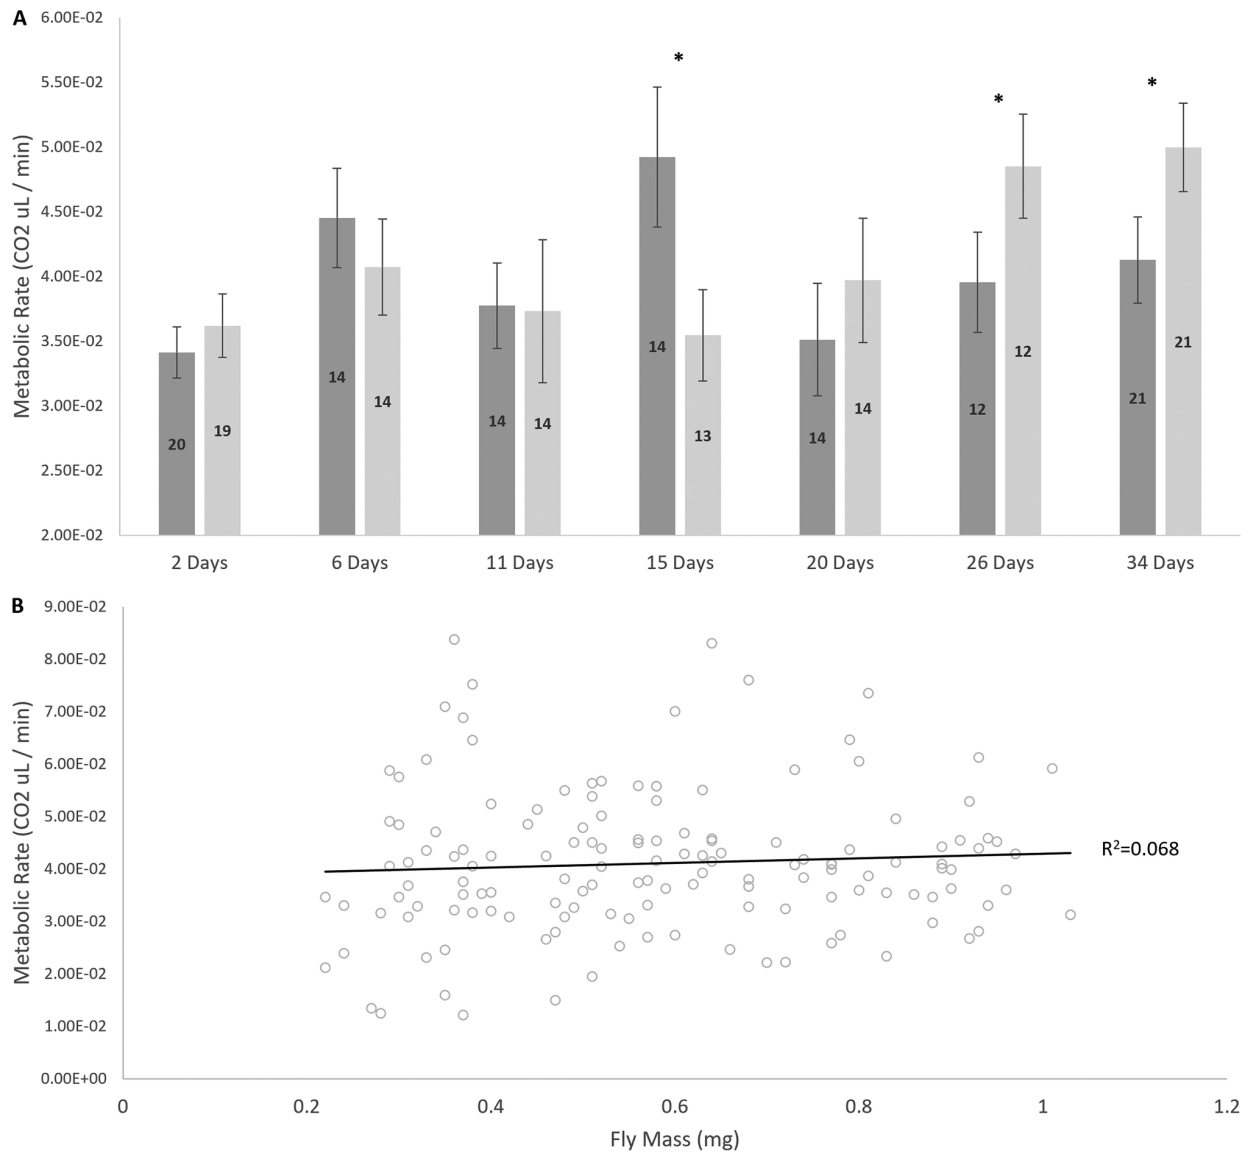 A
6.00E-02
5.50E-02
5.00E-02
4.50E-02
4.00E-02
3.50E-02
3.00E-02
2.50E-02
2.00E-02
Metabolic Rate (CO2 uL / min)
* * *
20 19 14 14 14 14 14 13 14 14 12 12 21 21
2 Days 6 Days 11 Days 15 Days 20 Days 26 Days 34 Days
B
9.00E-02
8.00E-02
7.00E-02
6.00E-02
5.00E-02
4.00E-02
3.00E-02
2.00E-02
1.00E-02
0.00E+00
Metabolic Rate (CO2 uL / min)
R²=0.068
0 0.2 0.4 0.6 0.8 1 1.2
Fly Mass (mg)